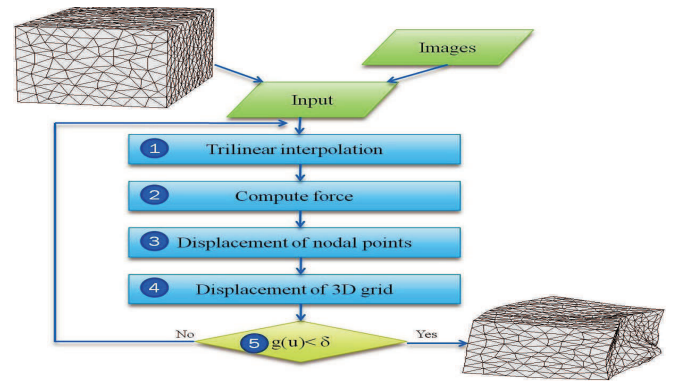 Images
Input
1 Trilinear interpolation
2 Compute force
3 Displacement of nodal points
4 Displacement of 3D grid
No
5 g(u)< δ
Yes